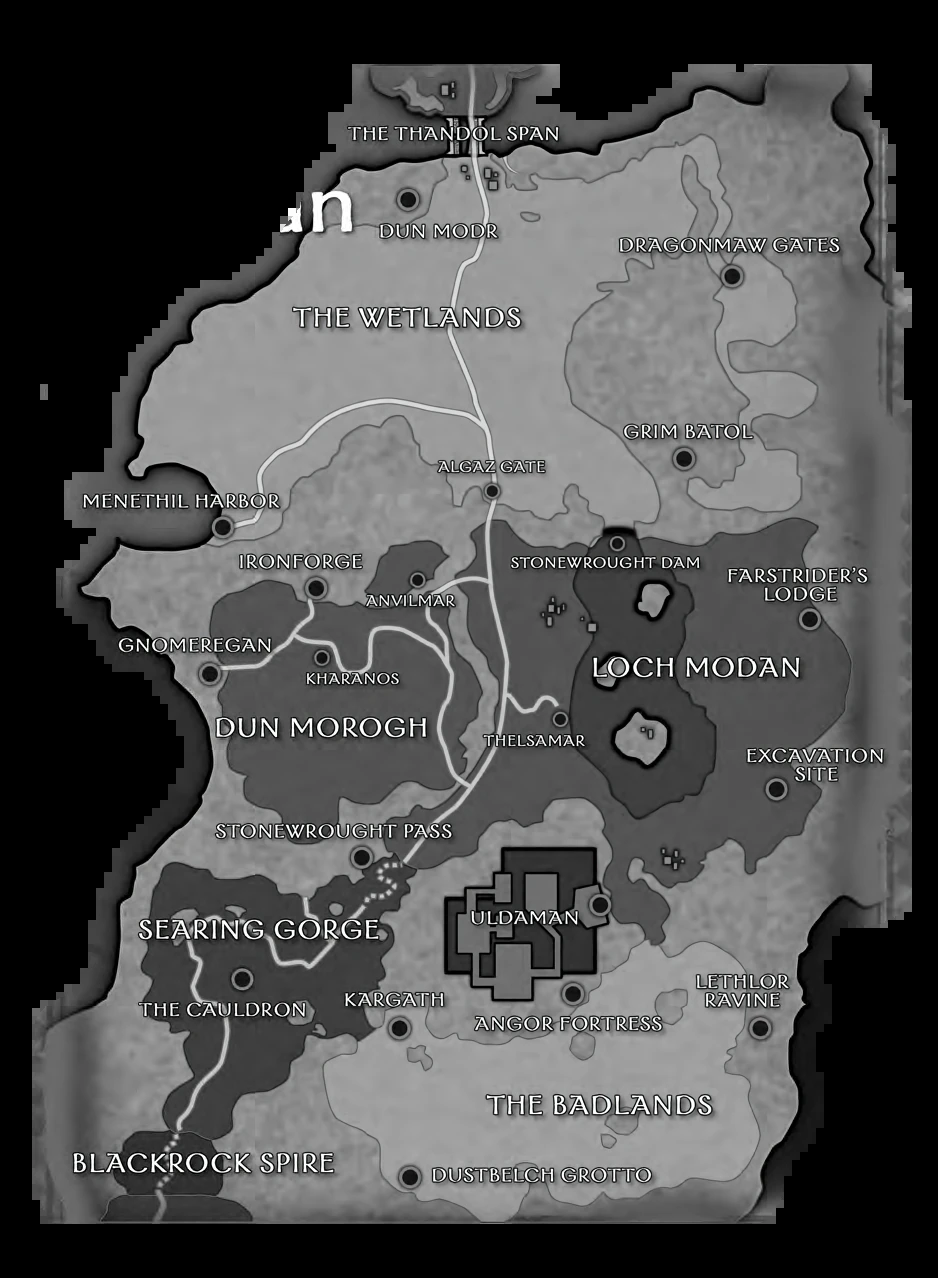 THE THANDOL SPAN
an
DUN MODR
DRAGONMAW GATES
THE WETLANDS
GRIM BATOL
ALGAZ GATE
MENETHIL HARBOR
IRONFORGE
STONEWROUGHT DAM
FARSTRIDER'S
LODGE
ANVILMAR
GNOMEREGAN
LOCH MODAN
KHARANOS
DUN MOROGH
THELSAMAR
EXCAVATION
SITE
STONEWROUGHT PASS
ULDAMAN
SEARING GORGE
LETHLOR
RAVINE
KARGATH
THE CAULDRON
ANGOR FORTRESS
THE BADLANDS
BLACKROCK SPIRE
DUSTBELCH GROTTO